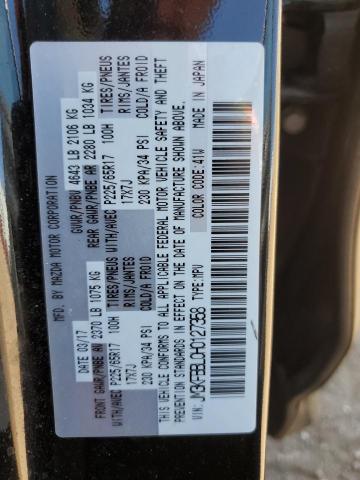 MFD. BY MAZDA MOTOR CORPORATION
DATE 03/17 GVWR/PNBV 4643 LB 2106 KG
FRONT GAWR/PNBE AV 2370 LB 1075 KG REAR GAWR/PNBE AR 2280 LB 1034 KG
WITH/AVEC P225/65R17 100H TIRES/PNEUS WITH/AVEC P225/65R17 100H TIRES/PNEUS
17X7J RIMS/JANTES 17X7J RIMS/JANTES
230 KPA/34 PSI COLD/A FROID 230 KPA/34 PSI COLD/A FROID
THIS VEHICLE CONFORMS TO ALL APPLICABLE FEDERAL MOTOR VEHICLE SAFETY AND
THEFT PREVENTION STANDARDS IN EFFECT ON THE DATE OF MANUFACTURE SHOWN ABOVE.
COLOR CODE: 41W MADE IN JAPAN
VIN: TYPE: MPV